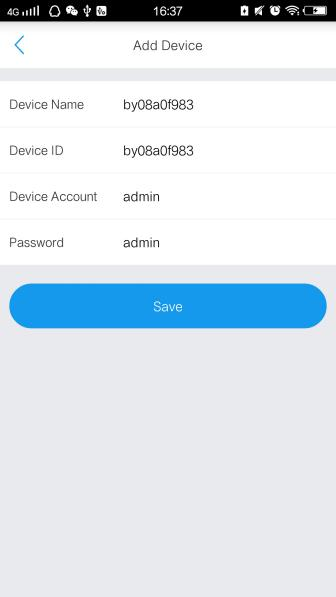 4G 16:37
Add Device
Device Name by08a0f983
Device ID by08a0f983
Device Account admin
Password admin
Save